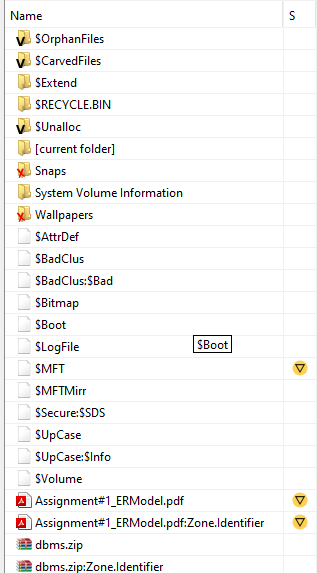 Name S
$OrphanFiles
$CarvedFiles
$Extend
$RECYCLE.BIN
$Unalloc
[current folder]
Snaps
System Volume Information
Wallpapers
$AttrDef
$BadClus
$BadClus:$Bad
$Bitmap
$Boot
$LogFile
$Boot
$MFT
$MFTMirr
$Secure:$SDS
$UpCase
$UpCase:$Info
$Volume
Assignment#1_ERModel.pdf
Assignment#1_ERModel.pdf:Zone.Identifier
dbms.zip
dbms.zip:Zone.Identifier